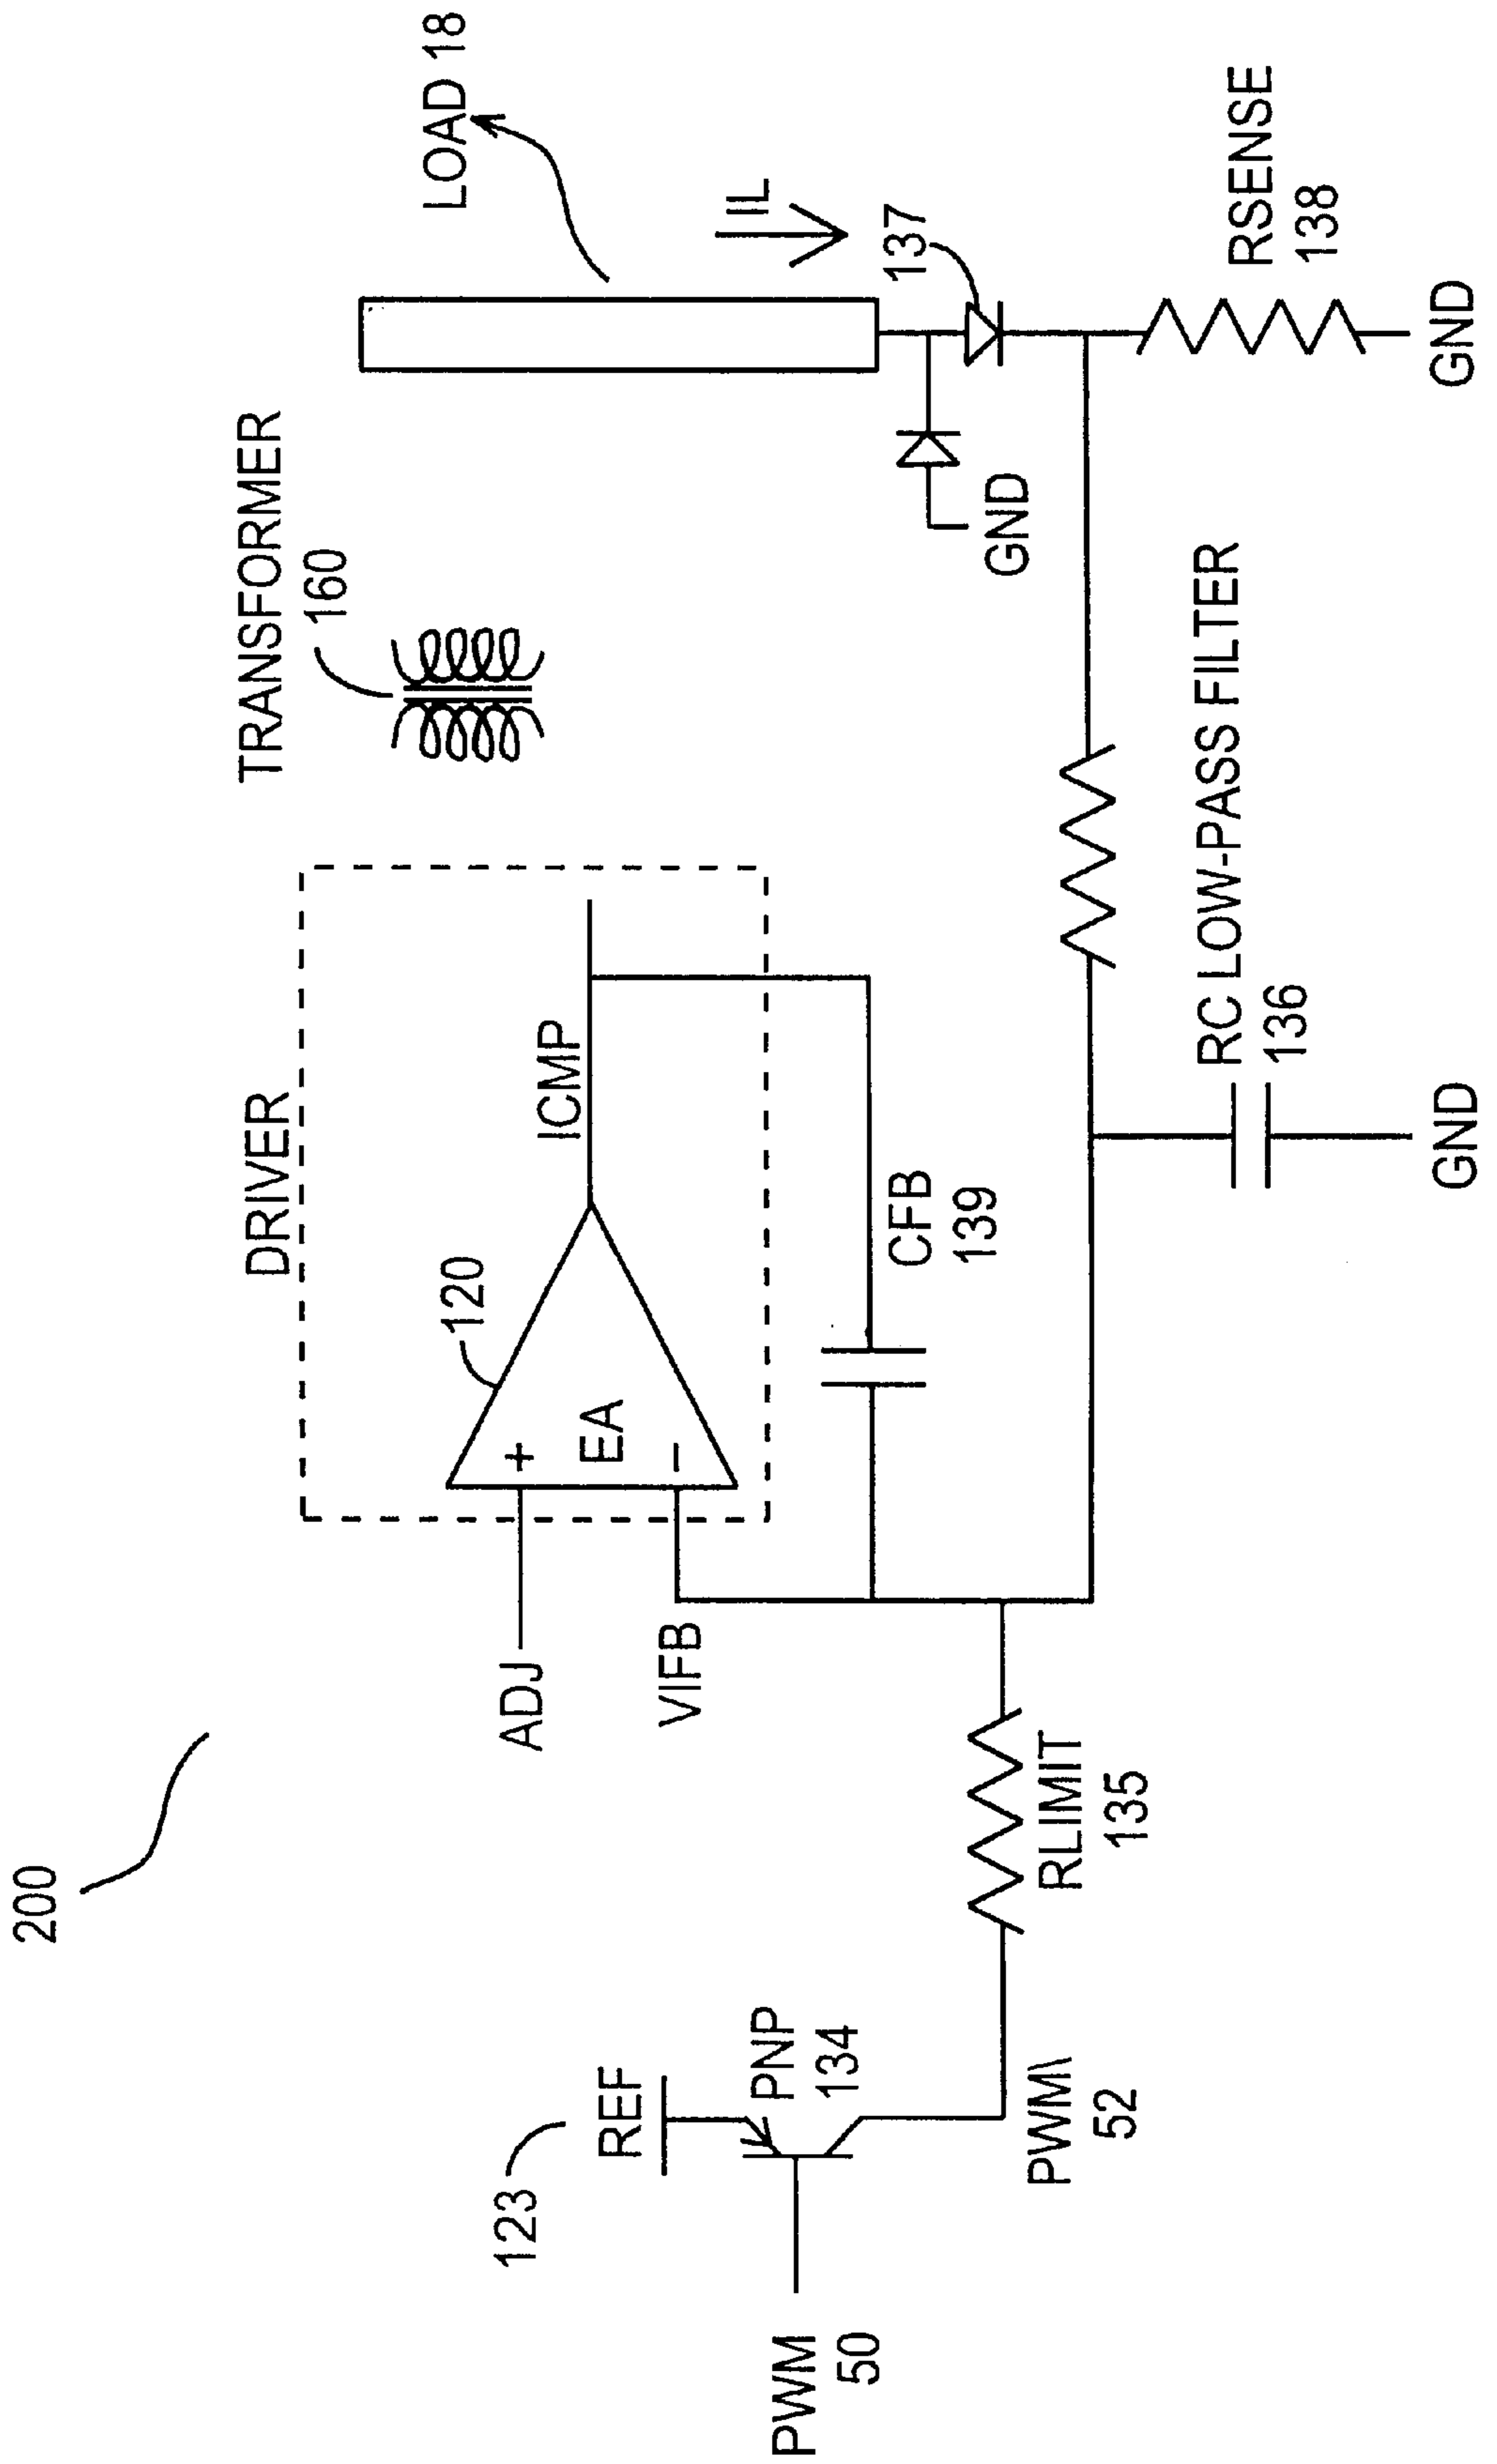 200
TRANSFORMER
160
LOAD 18
DRIVER
120
+
EA
−
ICMP
ADJ
VIFB
IL
137
GND
CFB
139
RSENSE
138
GND
RC LOW-PASS FILTER
136
GND
123
REF
PNP
134
PWM
50
PWM\
52
RLIMIT
135